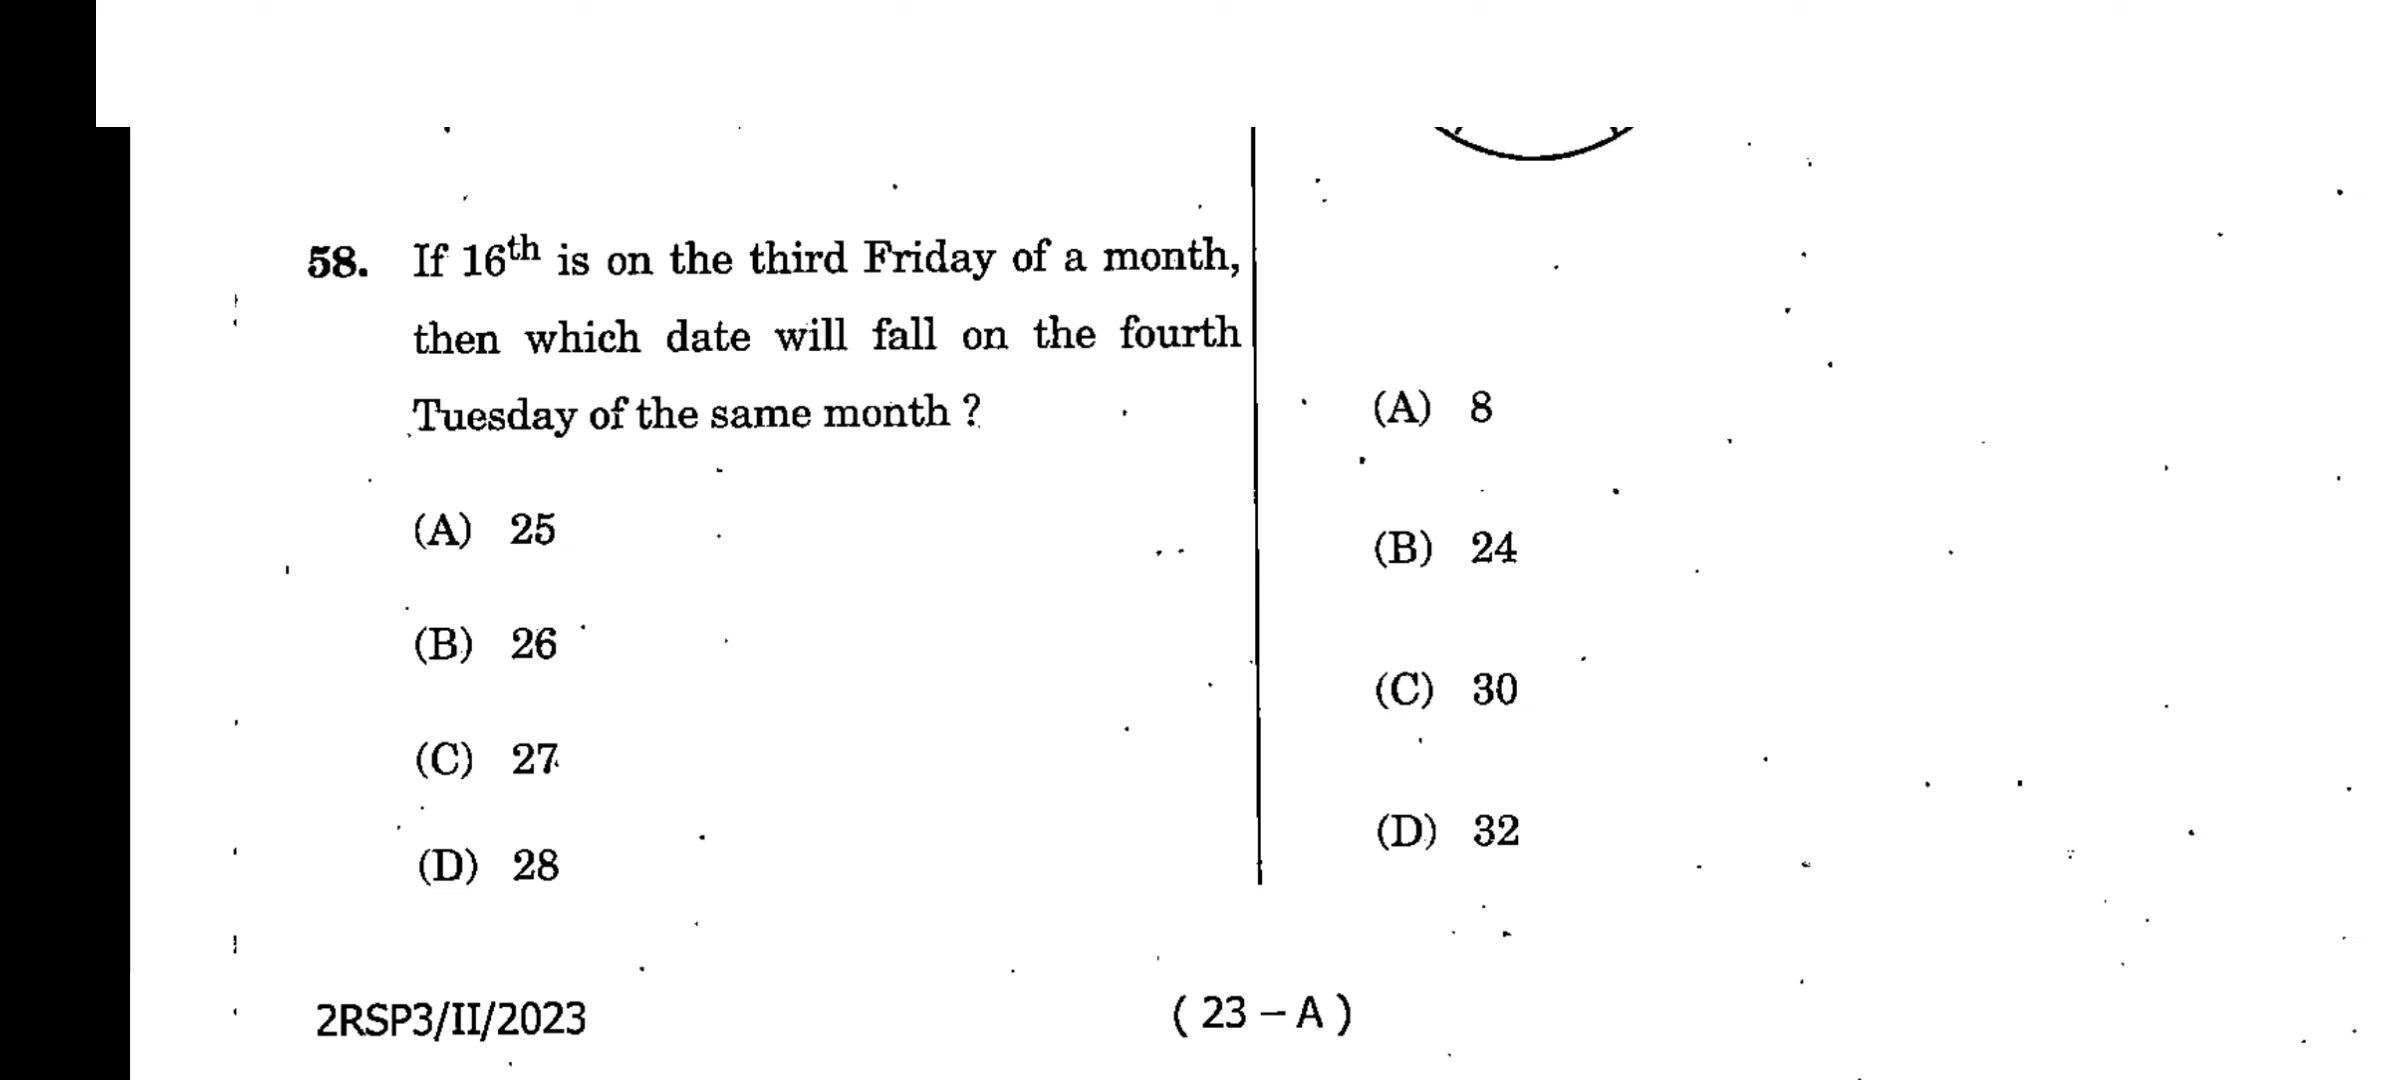 58. If 16th is on the third Friday of a month,
then which date will fall on the fourth
Tuesday of the same month ?
(A) 25
(B) 26
(C) 27
(D) 28
(A) 8
(B) 24
(C) 30
(D) 32
2RSP3/II/2023
( 23 – A )